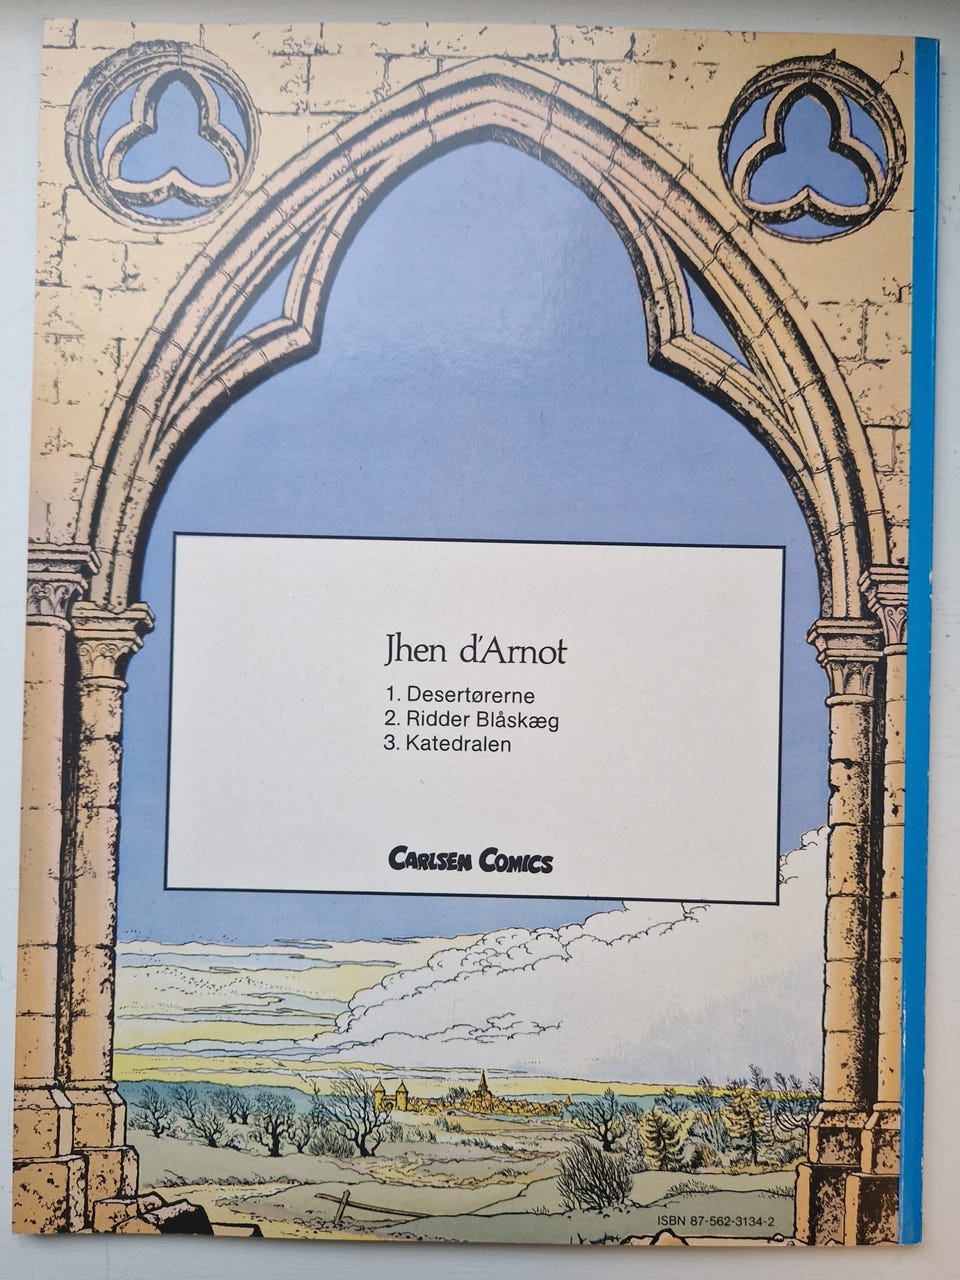 Jhen d'Arnot
1. Desertørerne
2. Ridder Blåskæg
3. Katedralen
CARLSEN COMICS
ISBN 87-562-3134-2